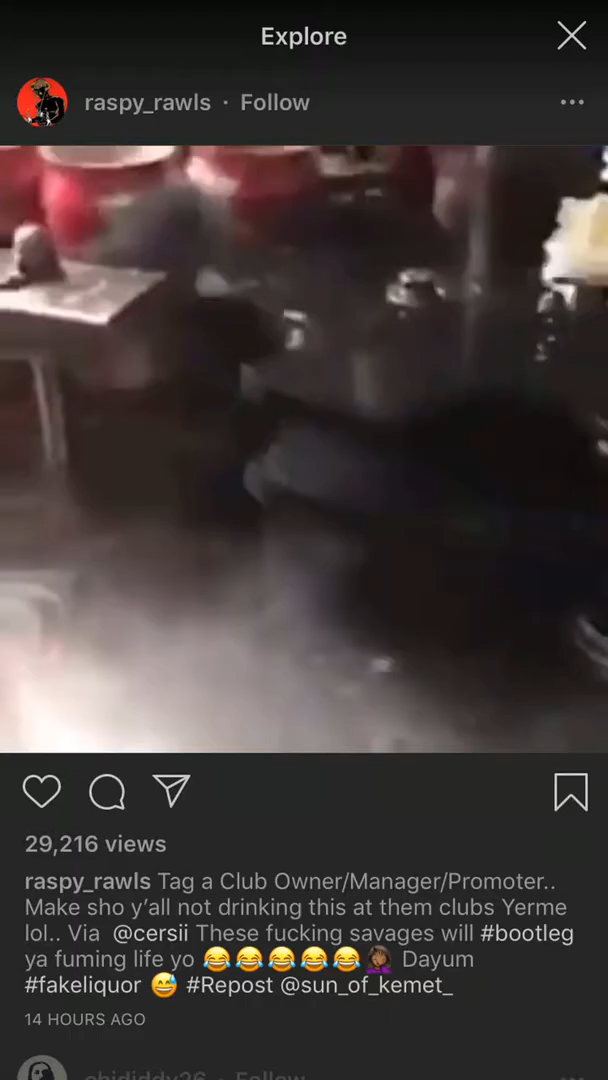 Explore
raspy_rawls · Follow
29,216 views
raspy_rawls Tag a Club Owner/Manager/Promoter..
Make sho y’all not drinking this at them clubs Yerme
lol.. Via @cersii These fucking savages will #bootleg
ya fuming life yo 😂😂😂😂😂🤦🏾‍♀️ Dayum
#fakeliquor 😅 #Repost @sun_of_kemet_
14 HOURS AGO